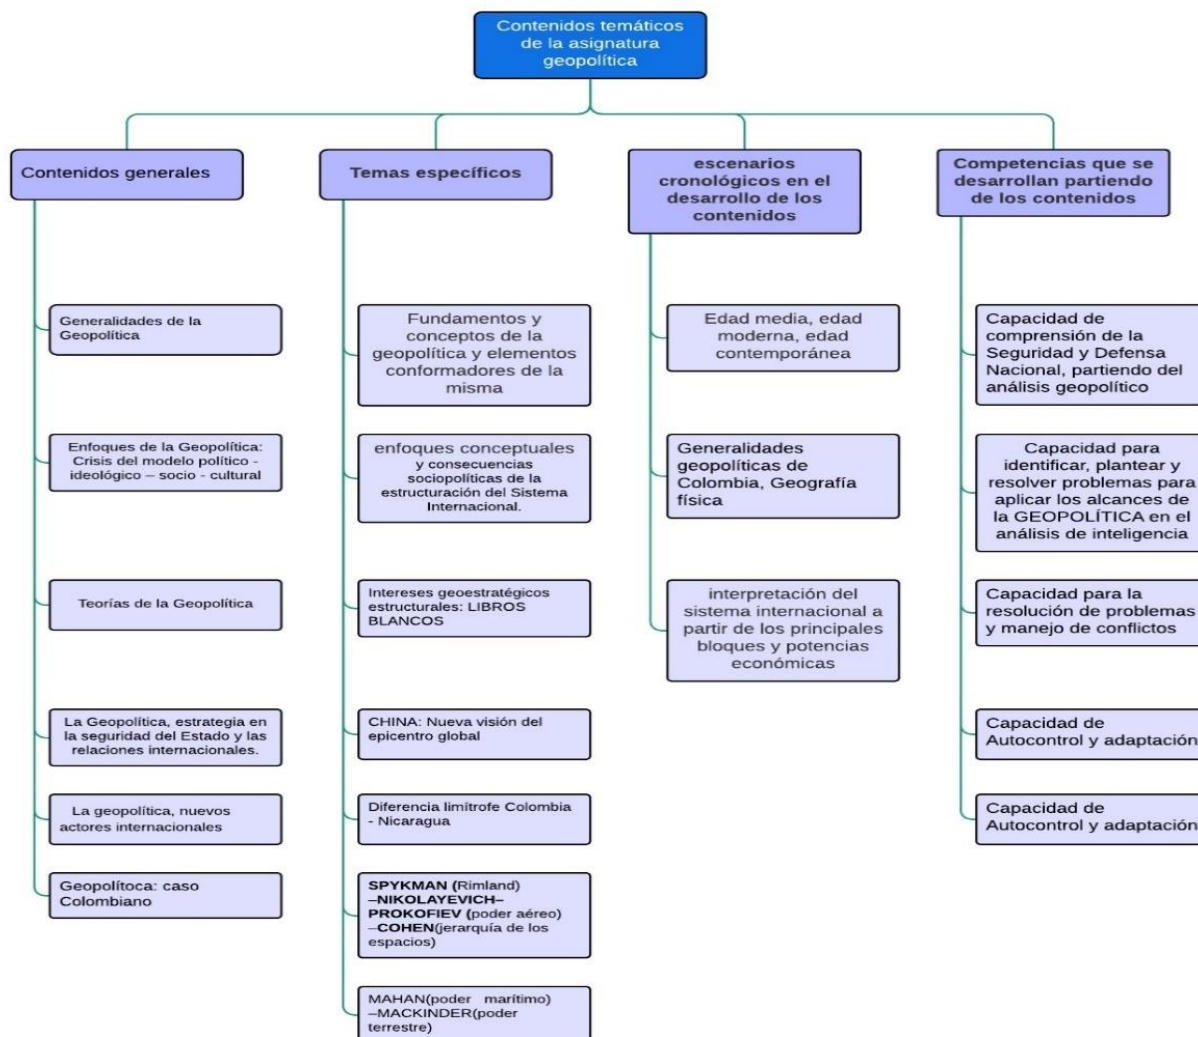 Contenidos temáticos
de la asignatura
geopolítica
Contenidos generales
Generalidades de la
Geopolítica
Enfoques de la Geopolítica:
Crisis del modelo político -
ideológico – socio - cultural
Teorías de la Geopolítica
La Geopolítica, estrategia en
la seguridad del Estado y las
relaciones internacionales.
La geopolítica, nuevos
actores internacionales
Geopolítoca: caso
Colombiano
Temas específicos
Fundamentos y
conceptos de la
geopolítica y elementos
conformadores de la
misma
enfoques conceptuales
y consecuencias
sociopolíticas de la
estructuración del Sistema
Internacional.
Intereses geoestratégicos
estructurales: LIBROS
BLANCOS
CHINA: Nueva visión del
epicentro global
Diferencia limítrofe Colombia
- Nicaragua
SPYKMAN (Rimland)
–NIKOLAYEVICH–
PROKOFIEV (poder aéreo)
–COHEN(jerarquía de los
espacios)
MAHAN(poder marítimo)
–MACKINDER(poder
terrestre)
escenarios
cronológicos en el
desarrollo de los
contenidos
Edad media, edad
moderna, edad
contemporánea
Generalidades
geopolíticas de
Colombia, Geografía
física
interpretación del
sistema internacional a
partir de los principales
bloques y potencias
económicas
Competencias que se
desarrollan partiendo
de los contenidos
Capacidad de
comprensión de la
Seguridad y Defensa
Nacional, partiendo del
análisis geopolítico
Capacidad para
identificar, plantear y
resolver problemas para
aplicar los alcances de
la GEOPOLÍTICA en el
análisis de inteligencia
Capacidad para la
resolución de problemas
y manejo de conflictos
Capacidad de
Autocontrol y adaptación
Capacidad de
Autocontrol y adaptación